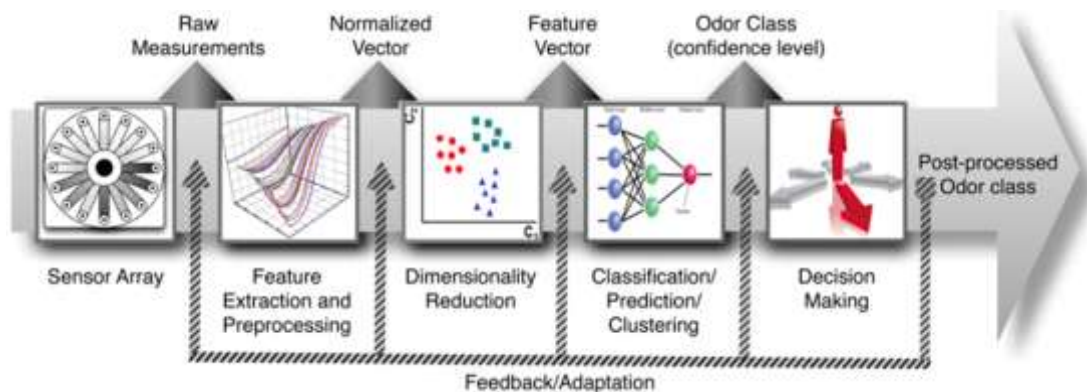 Raw
Measurements
Normalized
Vector
Feature
Vector
Odor Class
(confidence level)
Post-processed
Odor class
Sensor Array
Feature
Extraction and
Preprocessing
Dimensionality
Reduction
Classification/
Prediction/
Clustering
Decision
Making
Feedback/Adaptation